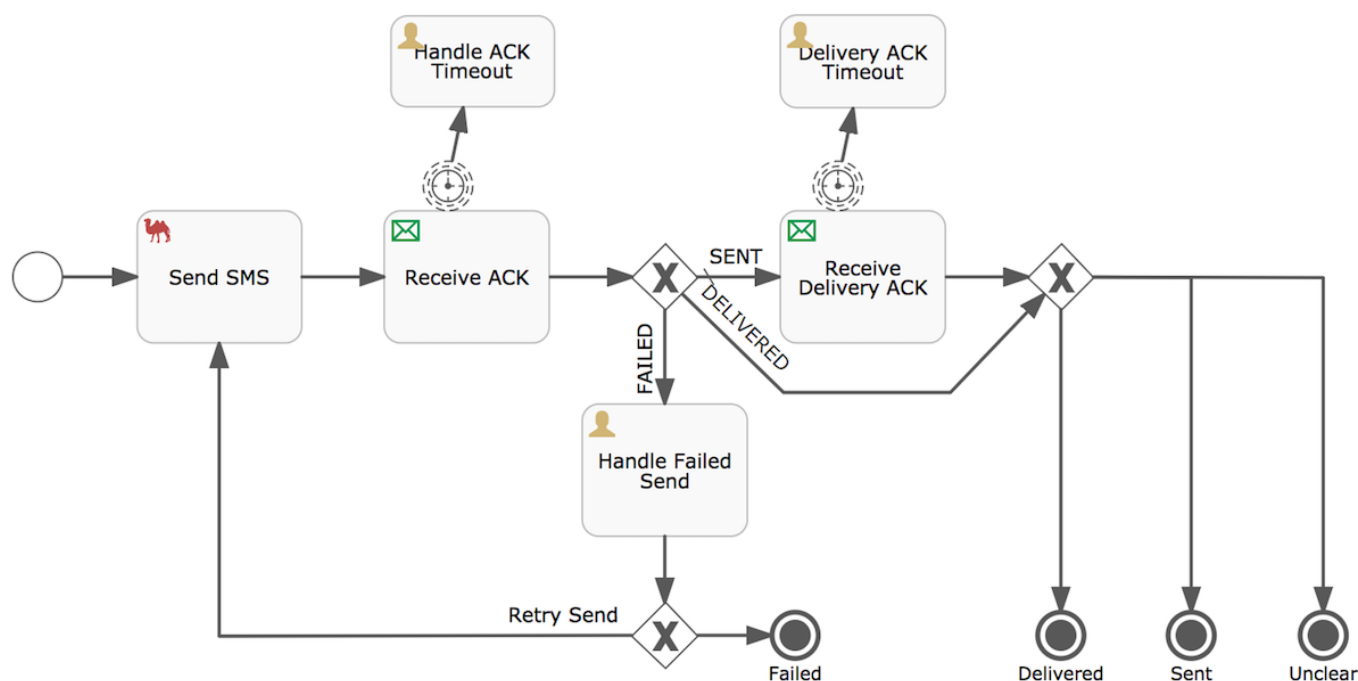 Handle ACK
Timeout
Delivery ACK
Timeout
Send SMS
Receive ACK
SENT
Receive
Delivery ACK
DELIVERED
FAILED
Handle Failed
Send
Retry Send
Failed
Delivered
Sent
Unclear